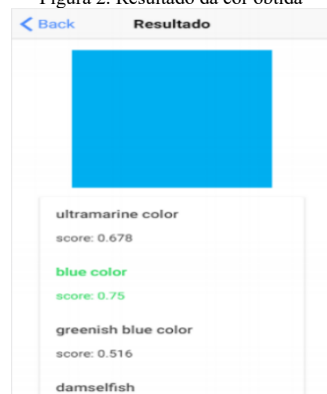 Figura 2. Resultado da cor obtida
Back
Resultado
ultramarine color
score: 0.678
blue color
score: 0.75
greenish blue color
score: 0.516
damselfish